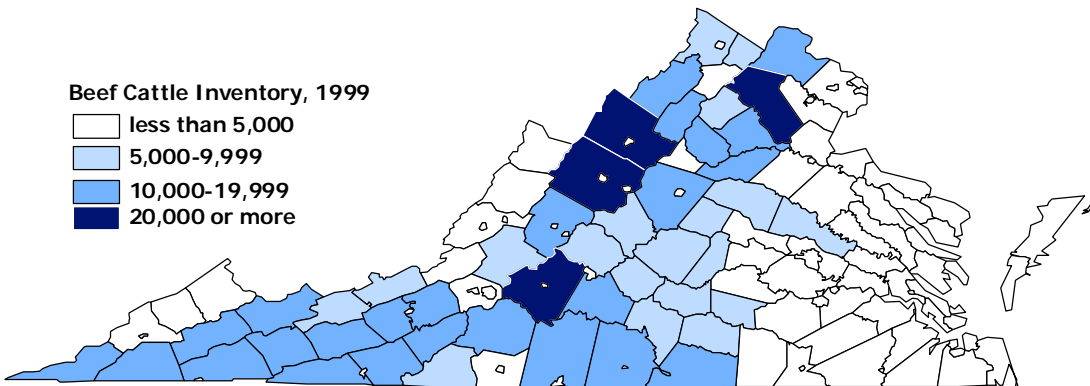 Beef Cattle Inventory, 1999
less than 5,000
5,000-9,999
10,000-19,999
20,000 or more